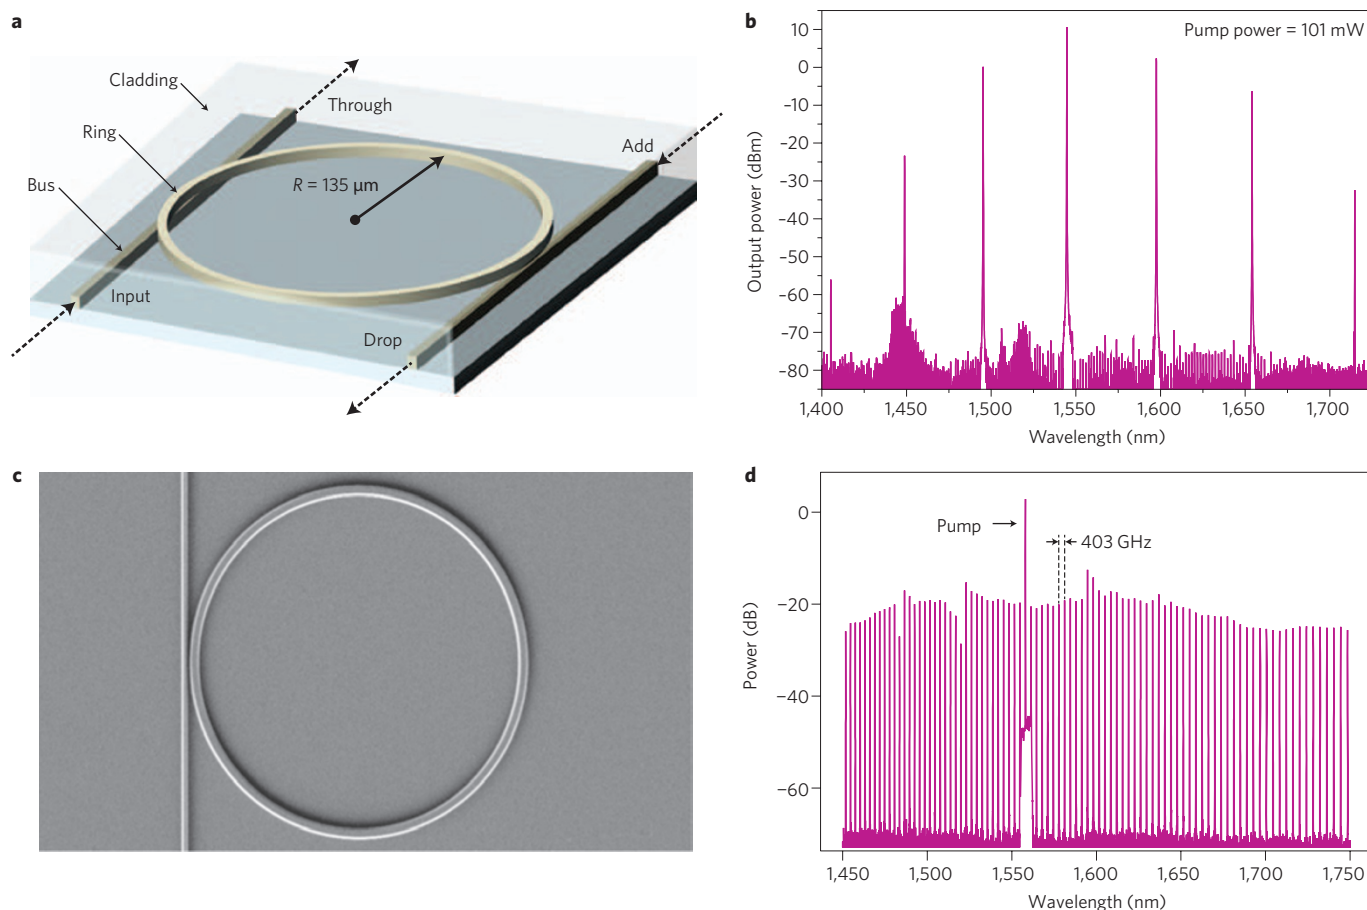 a
Cladding
Ring
Bus
Through
Add
R = 135 µm
Input
Drop
b
Pump power = 101 mW
Output power (dBm)
10
0
−10
−20
−30
−40
−50
−60
−70
−80
1,400
1,450
1,500
1,550
1,600
1,650
1,700
Wavelength (nm)
c
d
Pump
403 GHz
Power (dB)
0
−20
−40
−60
1,450
1,500
1,550
1,600
1,650
1,700
1,750
Wavelength (nm)